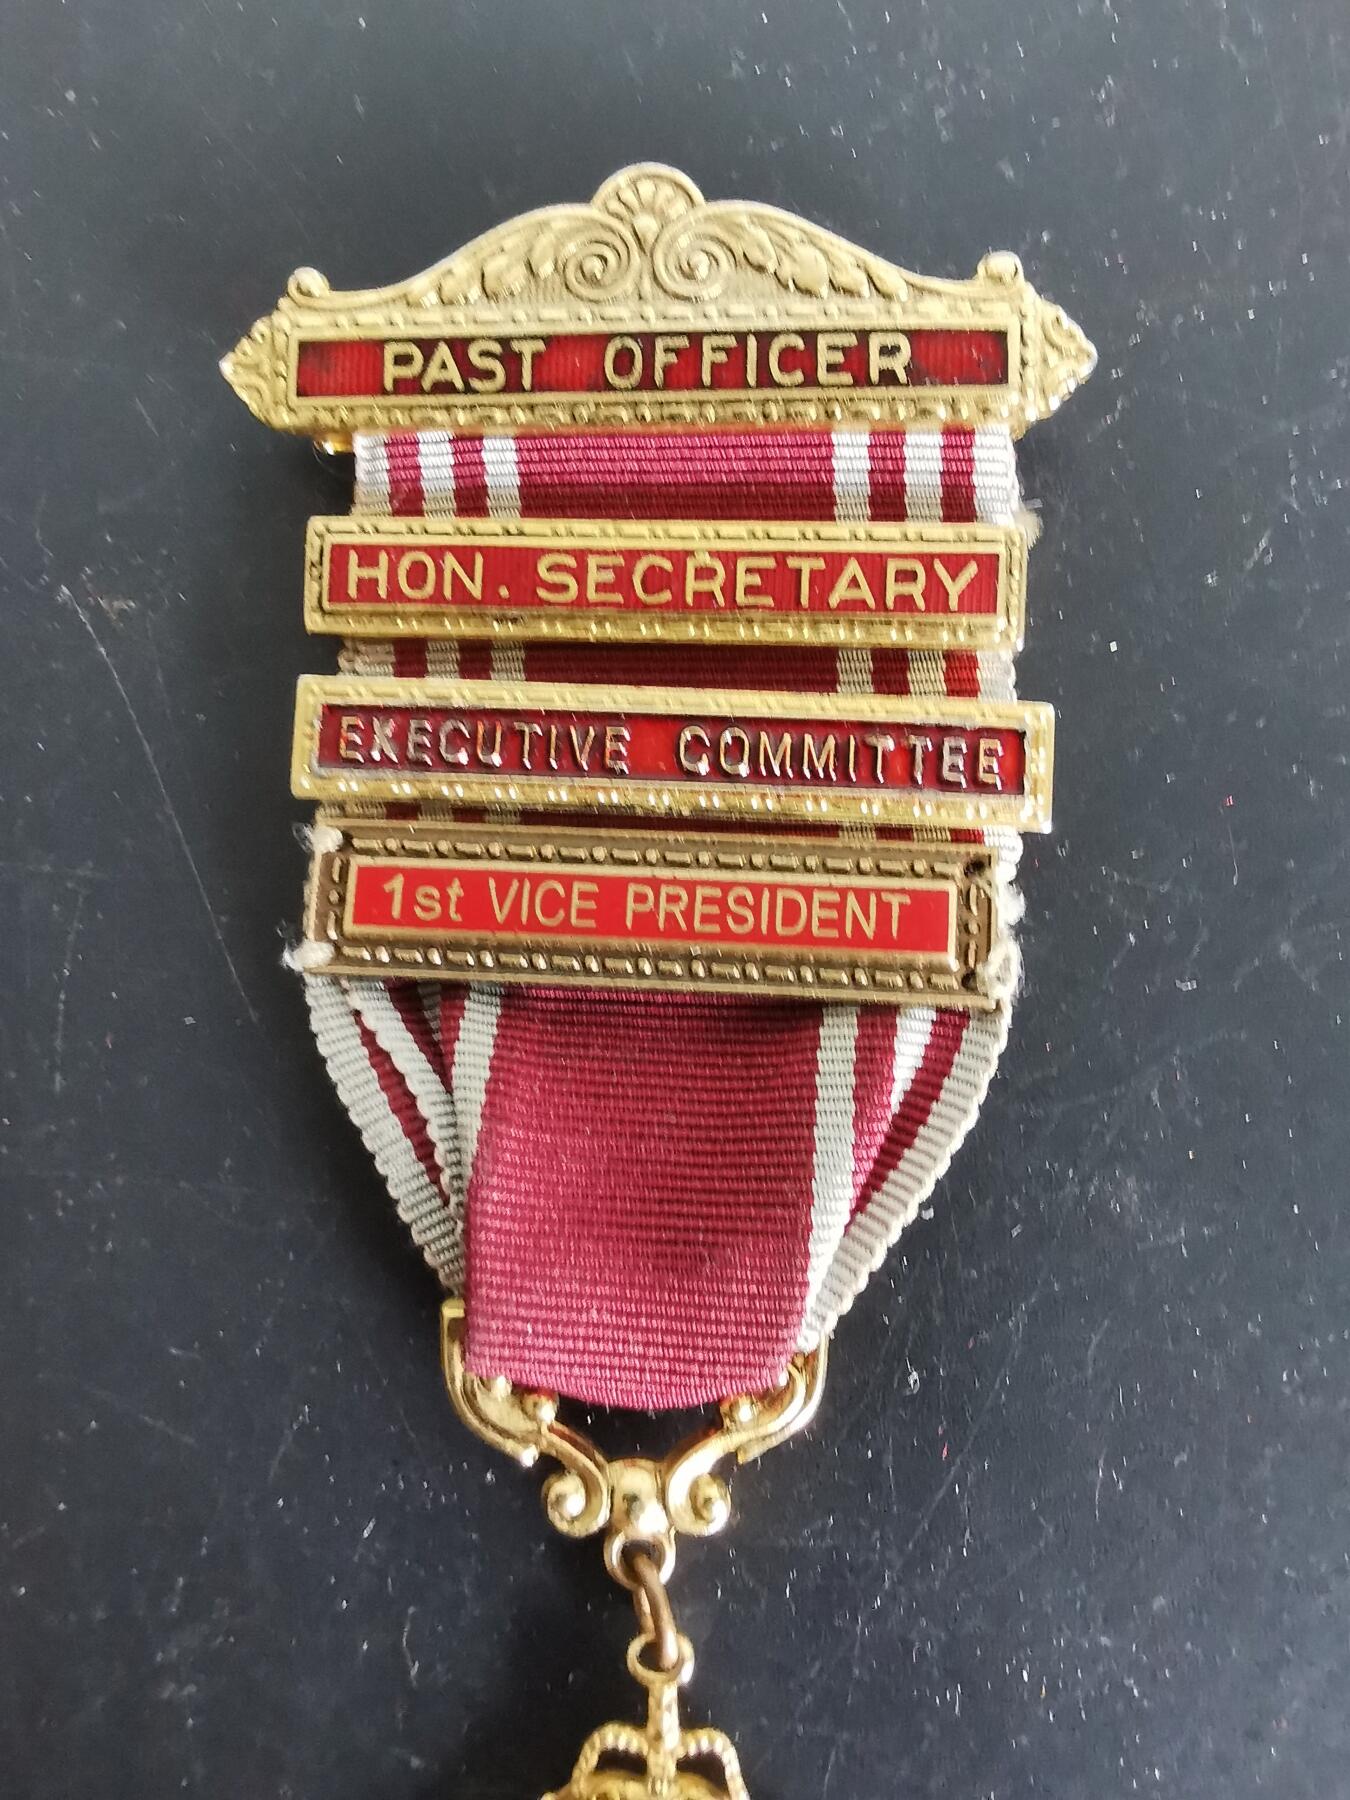 PAST OFFICER
HON. SECRETARY
EXECUTIVE COMMITTEE
1st VICE PRESIDENT